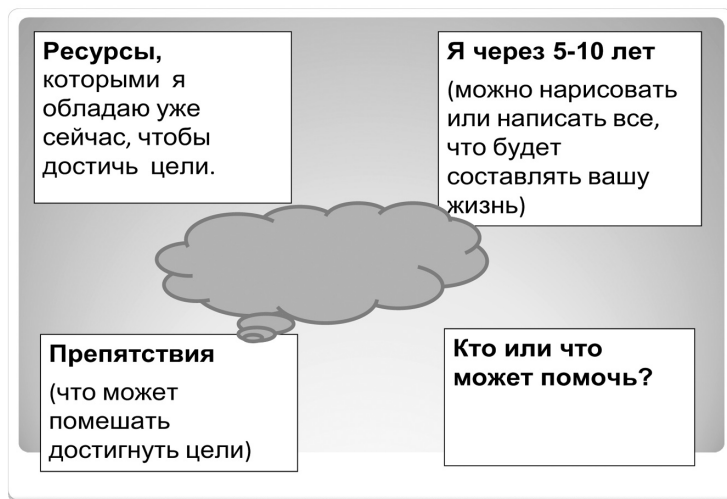 Ресурсы,
которыми я
обладаю уже
сейчас, чтобы
достичь цели.
Я через 5-10 лет
(можно нарисовать
или написать все,
что будет
составлять вашу
жизнь)
Препятствия
(что может
помешать
достигнуть цели)
Кто или что
может помочь?